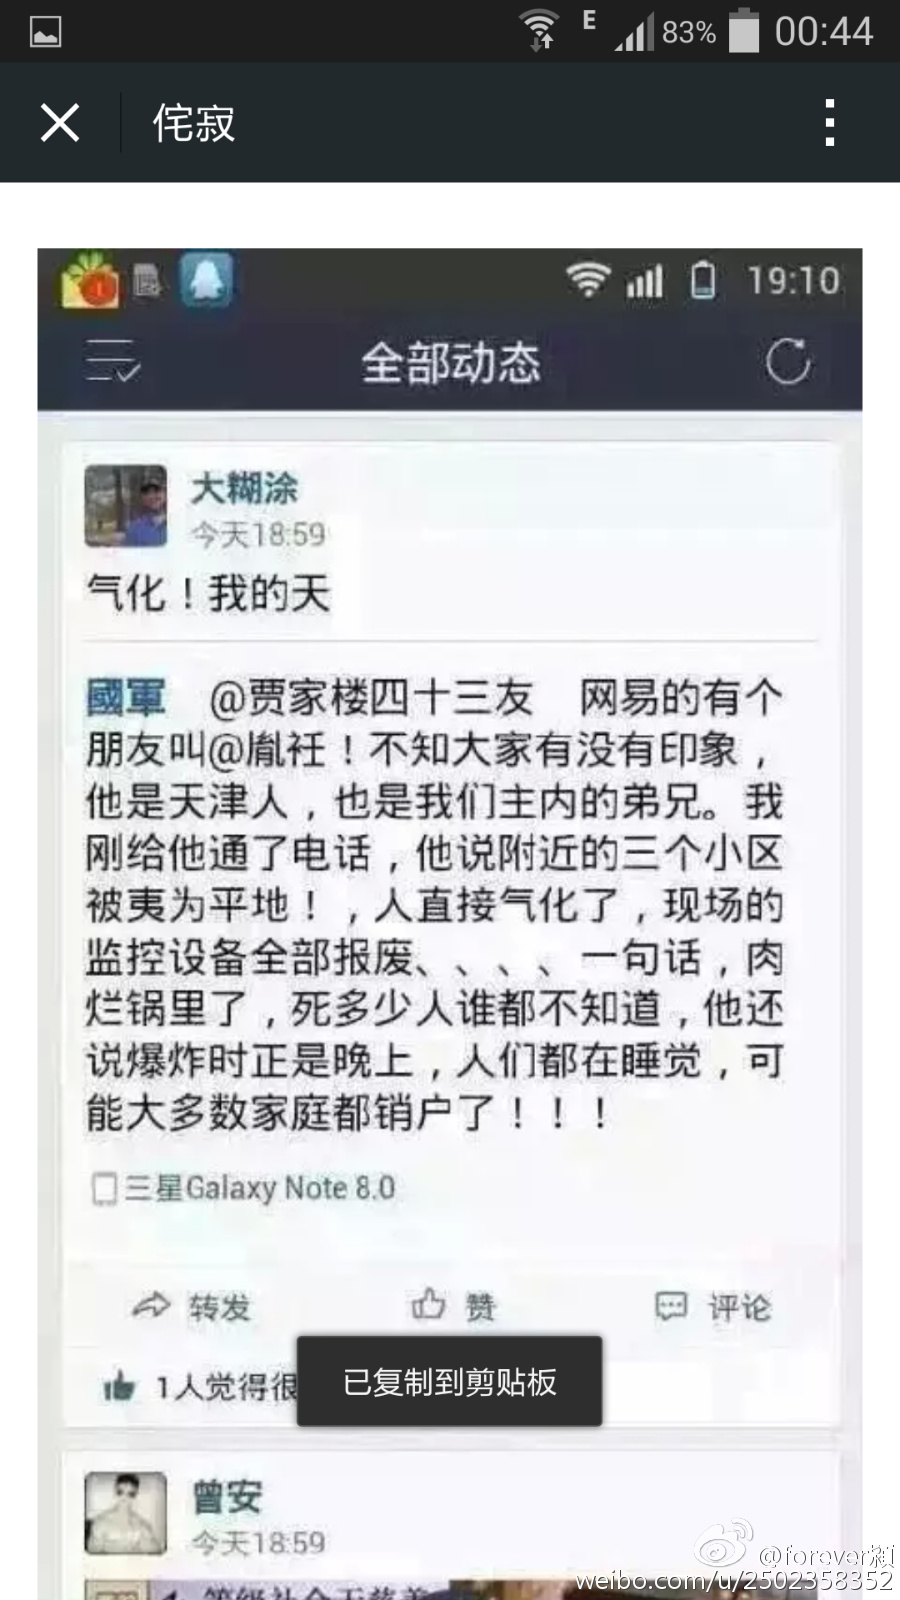 E 83% 00:44
侘寂
19:10
全部动态
大糊涂
今天18:59
气化！我的天
國軍 @贾家楼四十三友 网易的有个
朋友叫@胤衽！不知大家有没有印象，
他是天津人，也是我们主内的弟兄。我
刚给他通了电话，他说附近的三个小区
被夷为平地！，人直接气化了，现场的
监控设备全部报废、、、、一句话，肉
烂锅里了，死多少人谁都不知道，他还
说爆炸时正是晚上，人们都在睡觉，可
能大多数家庭都销户了！！！
三星Galaxy Note 8.0
转发 赞 评论
1人觉得很
已复制到剪贴板
曾安
今天18:59
@forever颖
weibo.com/u/2502358352